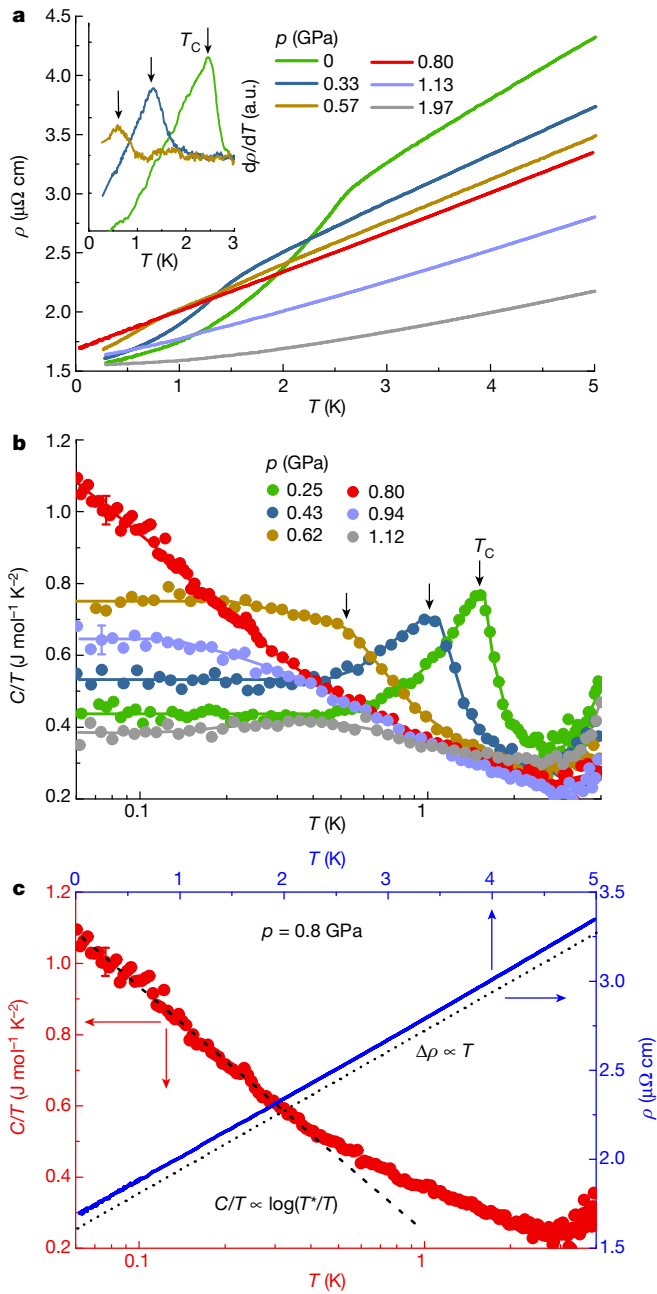 a
4.5
4.0
3.5
3.0
2.5
2.0
1.5
ρ (μΩ cm)
T_C
dρ/dT (a.u.)
0 1 2 3
T (K)
p (GPa)
0 0.80
0.33 1.13
0.57 1.97
0 1 2 3 4 5
T (K)
b
1.2
1.0
0.8
0.6
0.4
0.2
C/T (J mol⁻¹ K⁻²)
p (GPa)
0.25 0.80
0.43 0.94
0.62 1.12
T_C
0.1 1
T (K)
c
T (K)
0 1 2 3 4 5
1.2
1.0
0.8
0.6
0.4
0.2
C/T (J mol⁻¹ K⁻²)
p = 0.8 GPa
Δρ ∝ T
C/T ∝ log(T*/T)
3.5
3.0
2.5
2.0
1.5
ρ (μΩ cm)
0.1 1
T (K)